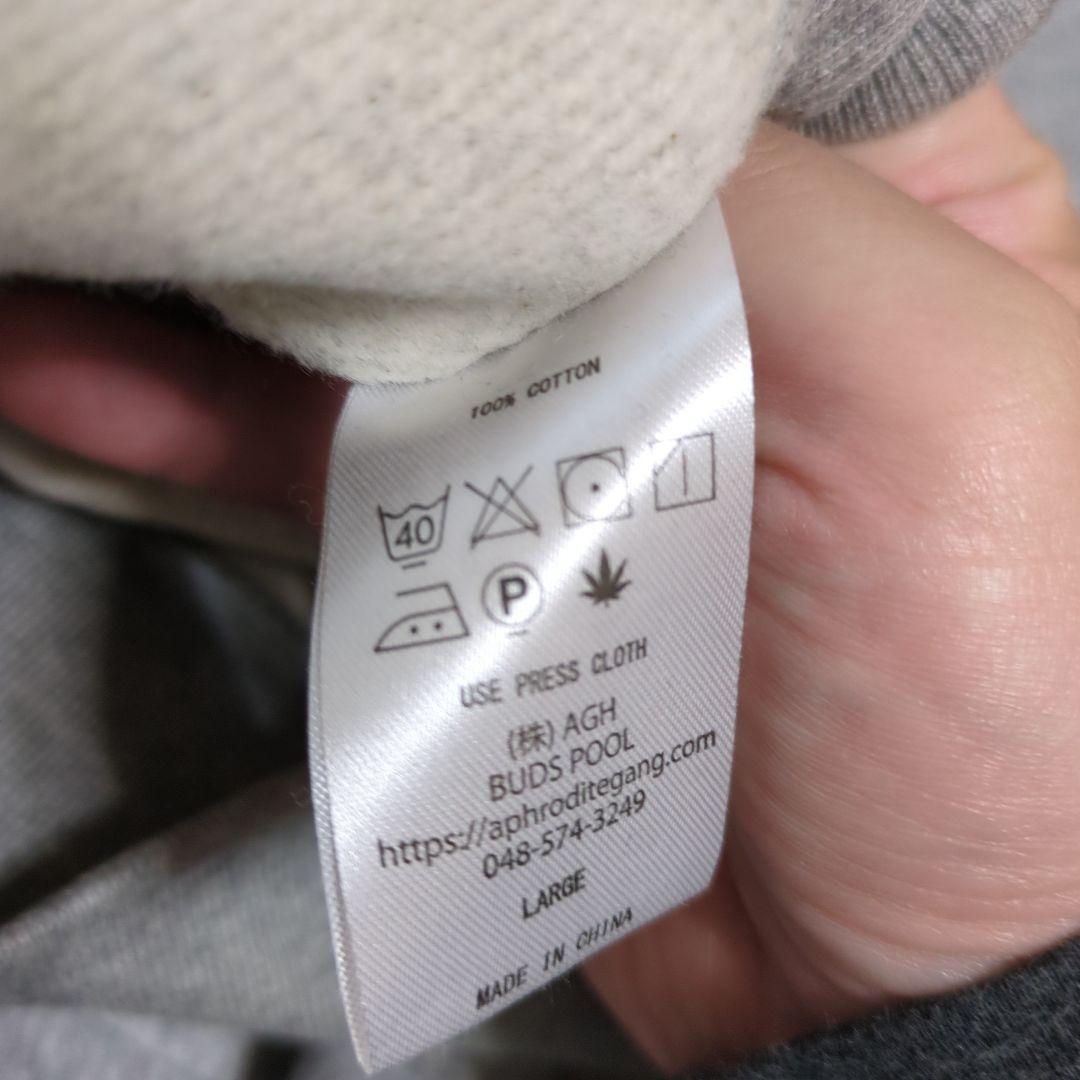 100% COTTON
40
P
USE PRESS CLOTH
(株) AGH
BUDS POOL
https://aphroditegang.com
048-574-3249
LARGE
MADE IN CHINA